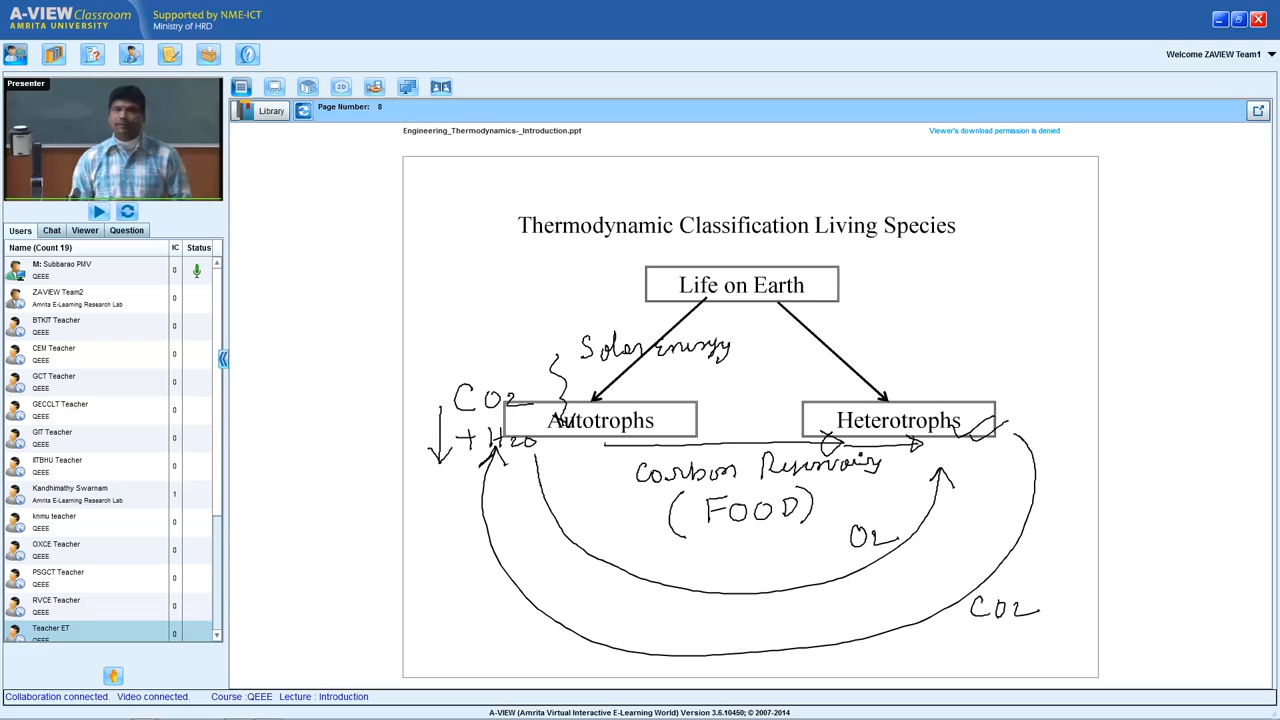 A-VIEW Classroom
AMRITA UNIVERSITY
Supported by NME-ICT
Ministry of HRD
Welcome ZAVIEW Team1
Presenter
Library
Page Number: 8
Engineering_Thermodynamics-_Introduction.ppt
Viewer's download permission is denied
Users Chat Viewer Question
Name (Count 19) IC Status
M: Subbarao PMV
QEEE
0
ZAVIEW Team2
Amrita E-Learning Research Lab
0
BTKIT Teacher
QEEE
0
CEM Teacher
QEEE
0
GCT Teacher
QEEE
0
GECCLT Teacher
QEEE
0
GIT Teacher
QEEE
0
IITBHU Teacher
QEEE
0
Kandhimathy Swarnam
Amrita E-Learning Research Lab
1
knmu teacher
QEEE
0
OXCE Teacher
QEEE
0
PSGCT Teacher
QEEE
0
RVCE Teacher
QEEE
0
Teacher ET
QEEE
0
Thermodynamic Classification Living Species
Life on Earth
Solar Energy
CO2
Autotrophs
Heterotrophs
+ H2O
Carbon Reservoir
(FOOD)
O2
CO2
2D
Collaboration connected. Video connected. Course :QEEE Lecture : Introduction
A-VIEW (Amrita Virtual Interactive E-Learning World) Version 3.6.10450; © 2007-2014